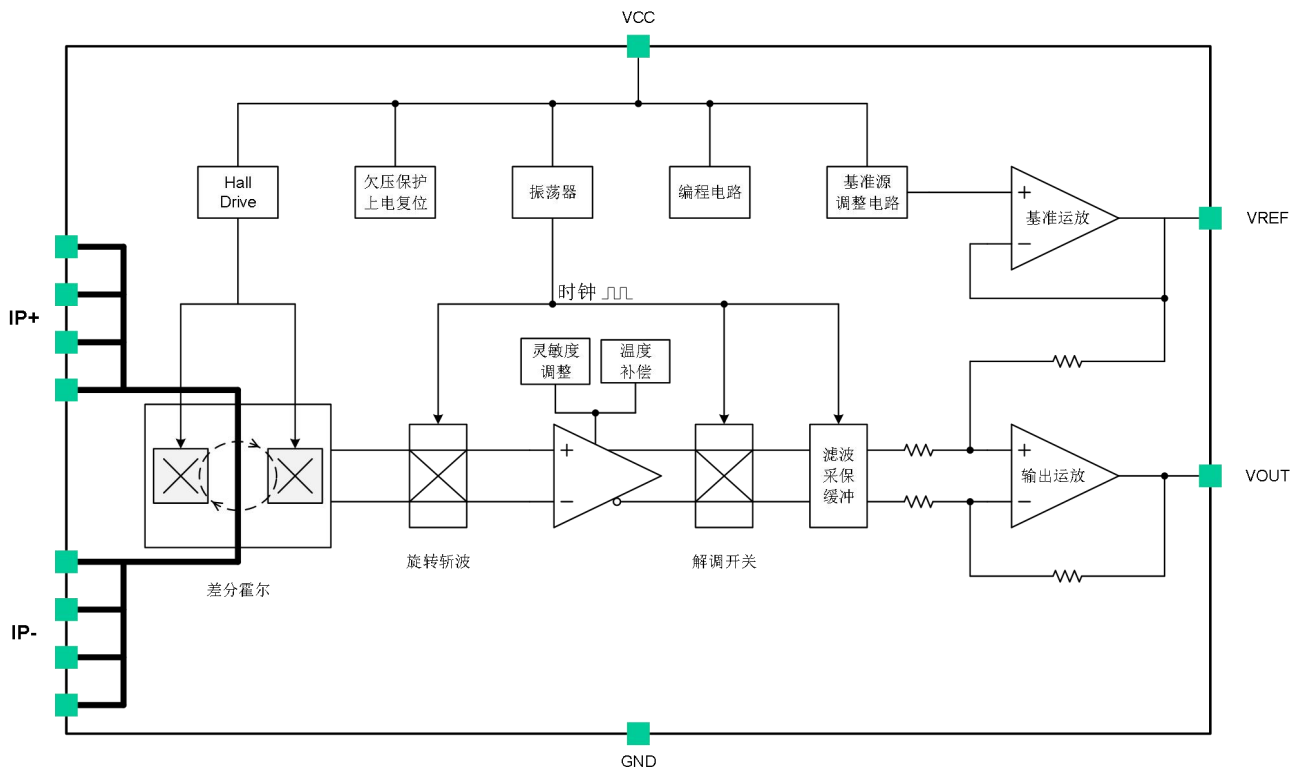 VCC
Hall
Drive
欠压保护
上电复位
振荡器
编程电路
基准源
调整电路
+
基准运放
−
VREF
时钟
IP+
灵敏度
调整
温度
补偿
+
−
滤波
采保
缓冲
+
输出运放
−
VOUT
旋转斩波
解调开关
差分霍尔
IP-
GND